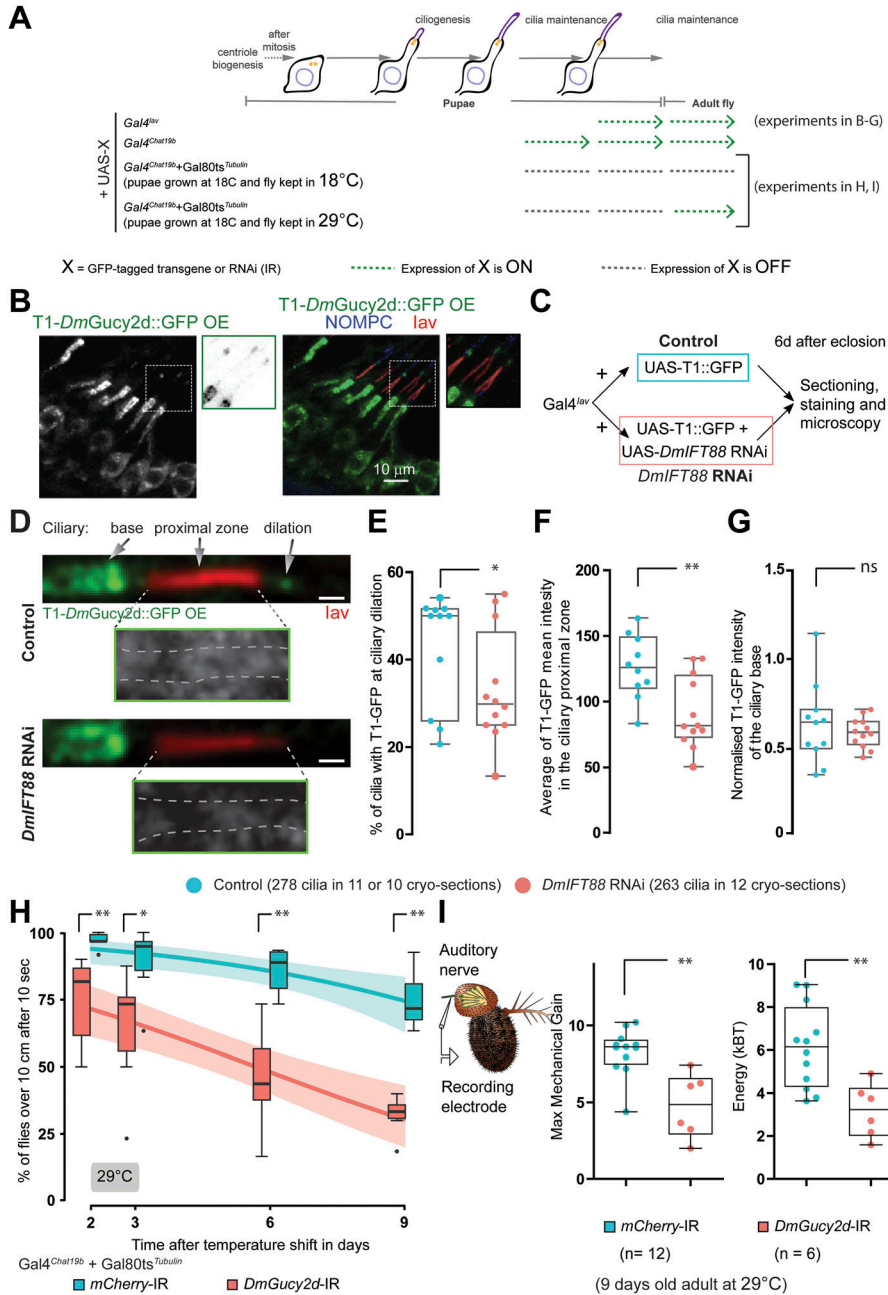 A
after
mitosis
ciliogenesis
cilia maintenance
cilia maintenance
centriole
biogenesis
Pupae
Adult fly
+ UAS-X
Gal4^Iav
(experiments in B-G)
Gal4^Chat19b
Gal4^Chat19b+Gal80ts^Tubulin
(pupae grown at 18C and fly kept in 18°C)
(experiments in H, I)
Gal4^Chat19b+Gal80ts^Tubulin
(pupae grown at 18C and fly kept in 29°C)
X = GFP-tagged transgene or RNAi (IR)
Expression of X is ON
Expression of X is OFF
B
T1-DmGucy2d::GFP OE
T1-DmGucy2d::GFP OE
NOMPC Iav
10 µm
C
Control
6d after eclosion
+
UAS-T1::GFP
Gal4^Iav
Sectioning,
staining and
microscopy
+
UAS-T1::GFP +
UAS-DmIFT88 RNAi
DmIFT88 RNAi
D
Ciliary: base proximal zone dilation
T1-DmGucy2d::GFP OE
Iav
Control
DmIFT88 RNAi
E
% of cilia with T1-GFP at ciliary dilation
*
60
40
20
0
F
Average of T1-GFP mean intesity
in the ciliary proximal zone
**
200
150
100
50
0
G
Normalised T1-GFP intensity
of the ciliary base
ns
1.5
1.0
0.5
0.0
Control (278 cilia in 11 or 10 cryo-sections)
DmIFT88 RNAi (263 cilia in 12 cryo-sections)
H
% of flies over 10 cm after 10 sec
** * ** **
100
75
50
25
0
29°C
2 3 6 9
Time after temperature shift in days
Gal4^Chat19b + Gal80ts^Tubulin
mCherry-IR
DmGucy2d-IR
I
Auditory
nerve
Recording
electrode
Max Mechanical Gain
**
10
5
0
Energy (kBT)
**
10
8
6
4
2
0
mCherry-IR
DmGucy2d-IR
(n= 12)
(n = 6)
(9 days old adult at 29°C)